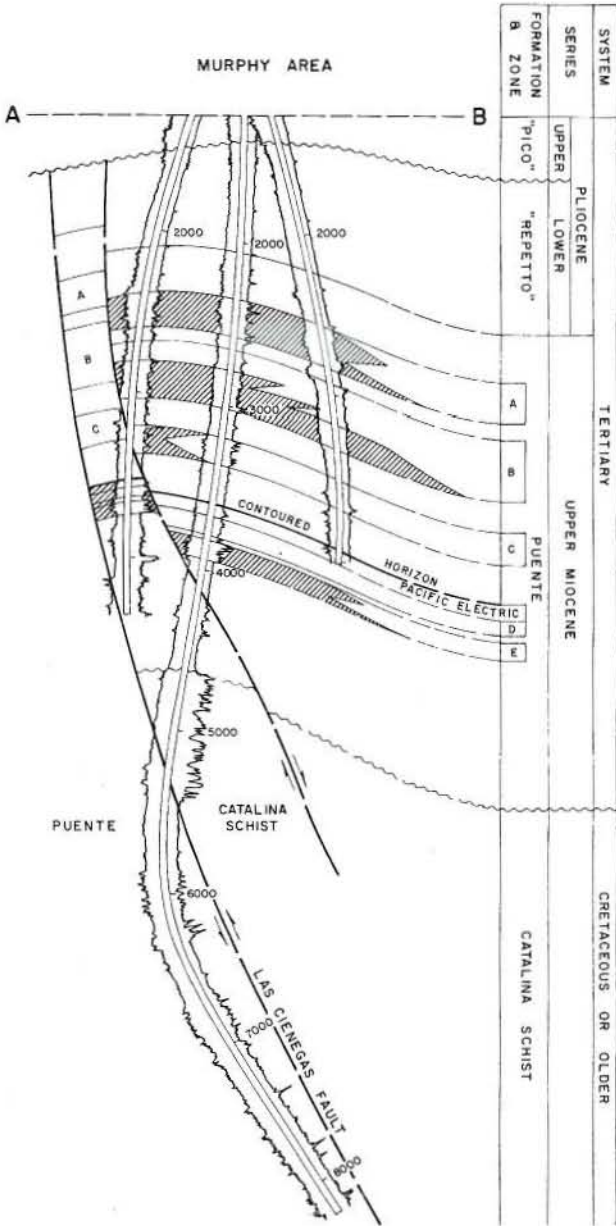 MURPHY AREA
A
B
SYSTEM
SERIES
FORMATION
& ZONE
"PICO"
UPPER
PLIOCENE
"REPETTO"
LOWER
TERTIARY
2000
2000
2000
A
B
C
3000
A
B
C
CONTOURED
HORIZON
PACIFIC ELECTRIC
D
E
PUENTE
UPPER MIOCENE
4000
5000
PUENTE
CATALINA
SCHIST
6000
7000
8000
LAS CIENEGAS FAULT
CATALINA SCHIST
CRETACEOUS OR OLDER